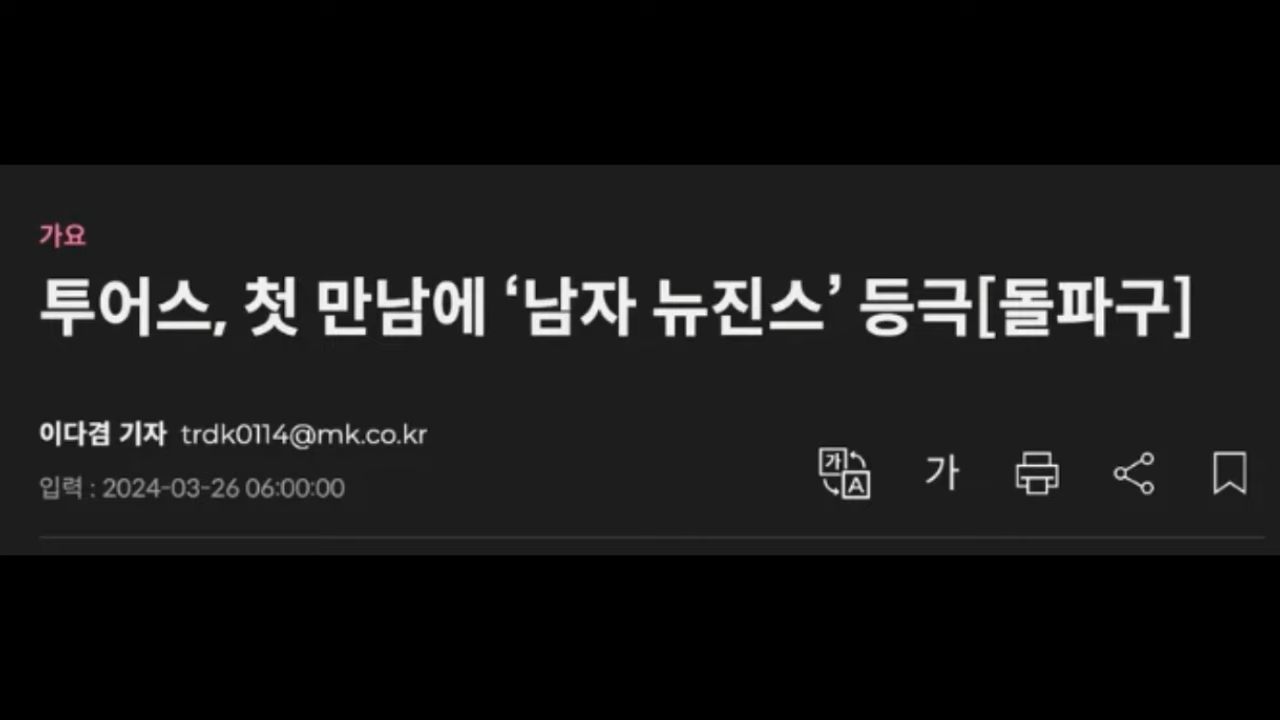 가요
투어스, 첫 만남에 ‘남자 뉴진스’ 등극[돌파구]
이다겸 기자 trdk0114@mk.co.kr
입력 : 2024-03-26 06:00:00
가 A 가